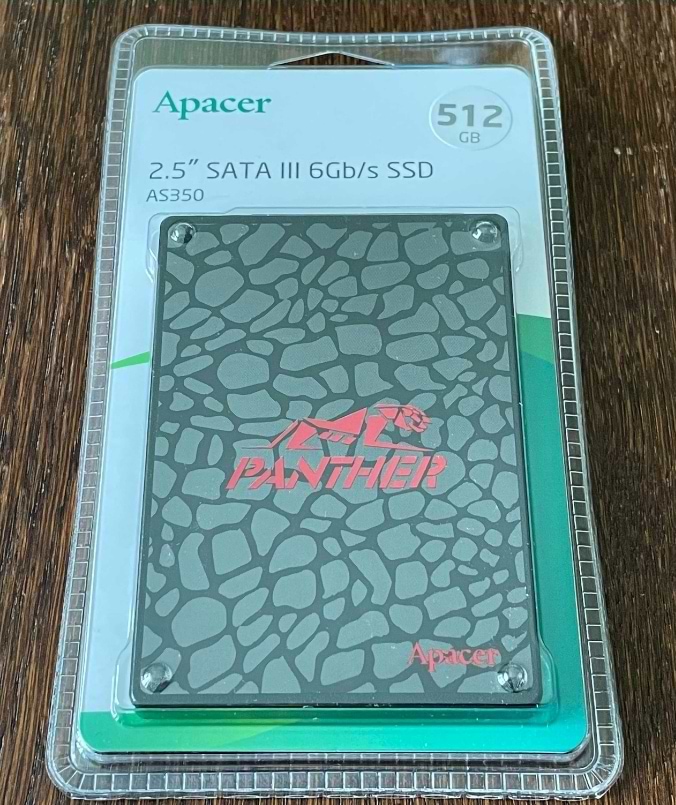 Apacer
512
GB
2.5" SATA III 6Gb/s SSD
AS350
PANTHER
Apacer